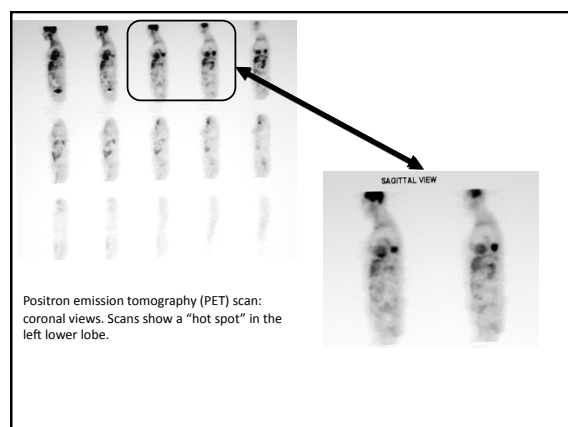 SAGITTAL VIEW
Positron emission tomography (PET) scan:
coronal views. Scans show a “hot spot” in the
left lower lobe.